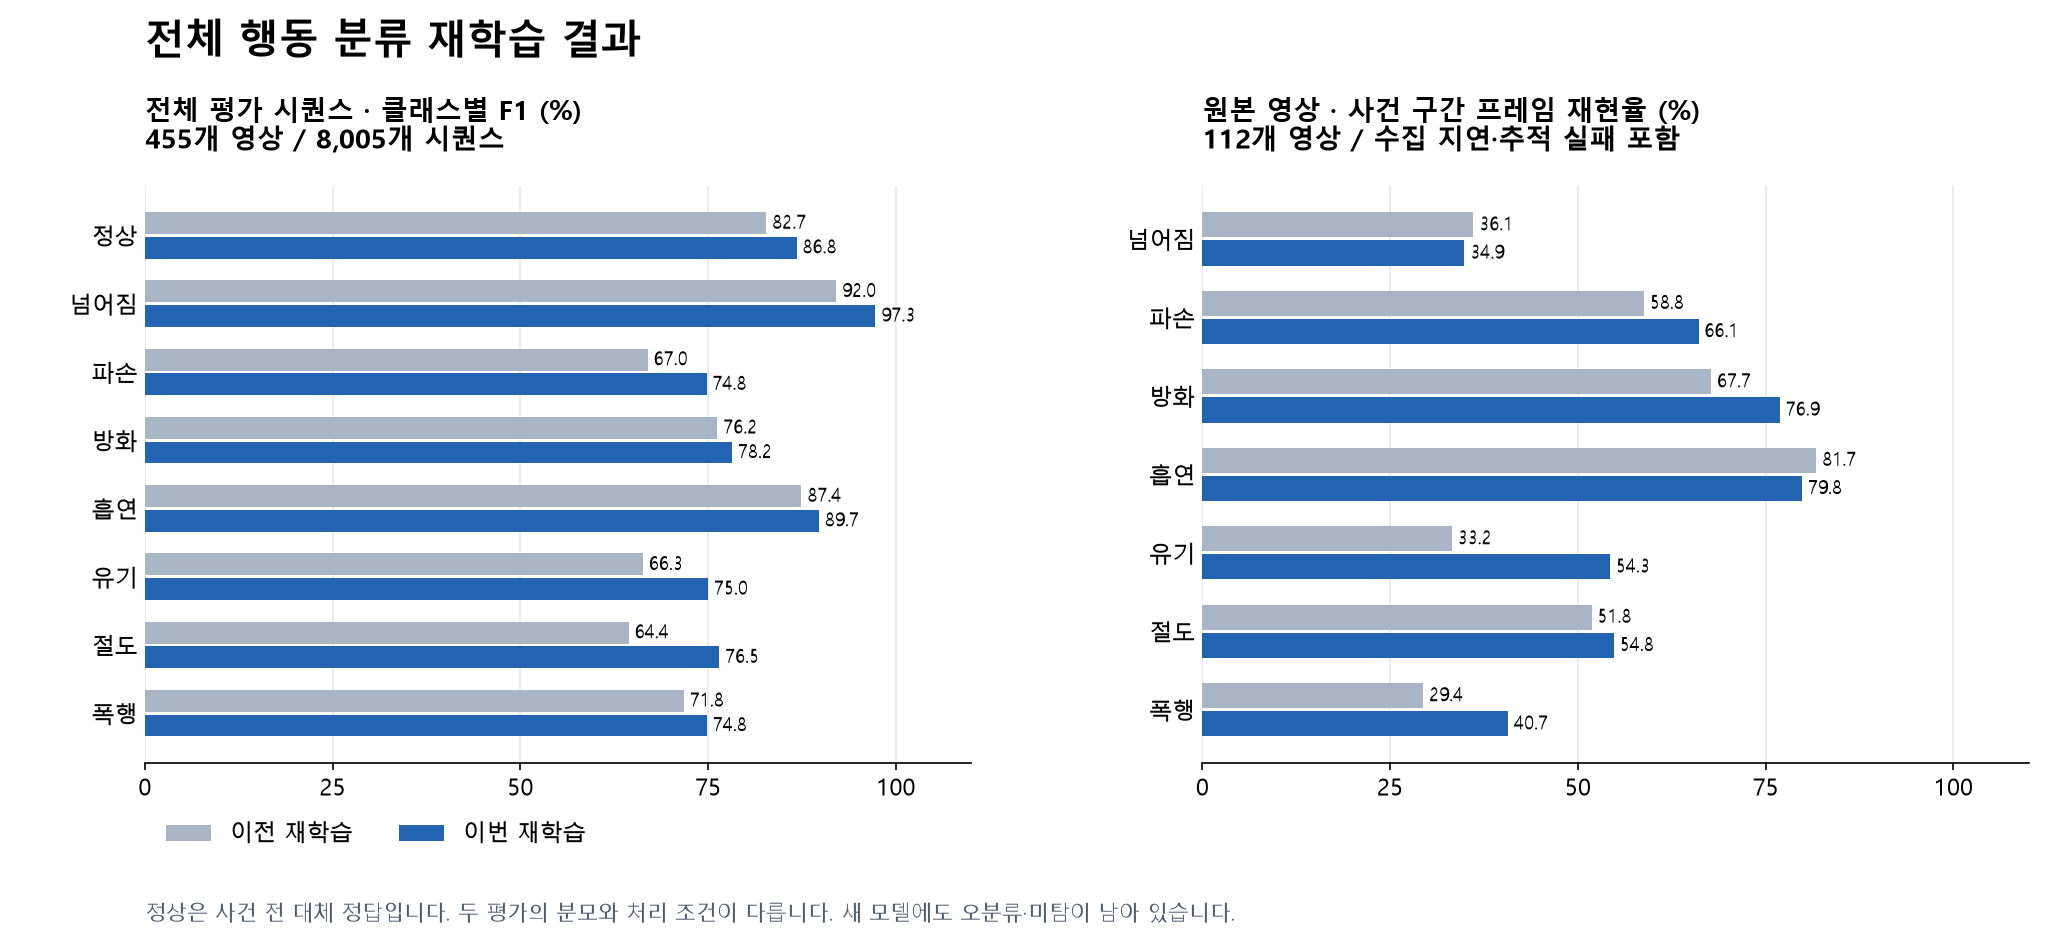 전체 행동 분류 재학습 결과
전체 평가 시퀀스 · 클래스별 F1 (%)
455개 영상 / 8,005개 시퀀스
정상
82.7
86.8
넘어짐
92.0
97.3
파손
67.0
74.8
방화
76.2
78.2
흡연
87.4
89.7
유기
66.3
75.0
절도
64.4
76.5
폭행
71.8
74.8
0 25 50 75 100
이전 재학습 이번 재학습
원본 영상 · 사건 구간 프레임 재현율 (%)
112개 영상 / 수집 지연·추적 실패 포함
넘어짐
36.1
34.9
파손
58.8
66.1
방화
67.7
76.9
흡연
81.7
79.8
유기
33.2
54.3
절도
51.8
54.8
폭행
29.4
40.7
0 25 50 75 100
정상은 사건 전 대체 정답입니다. 두 평가의 분모와 처리 조건이 다릅니다. 새 모델에도 오분류·미탐이 남아 있습니다.